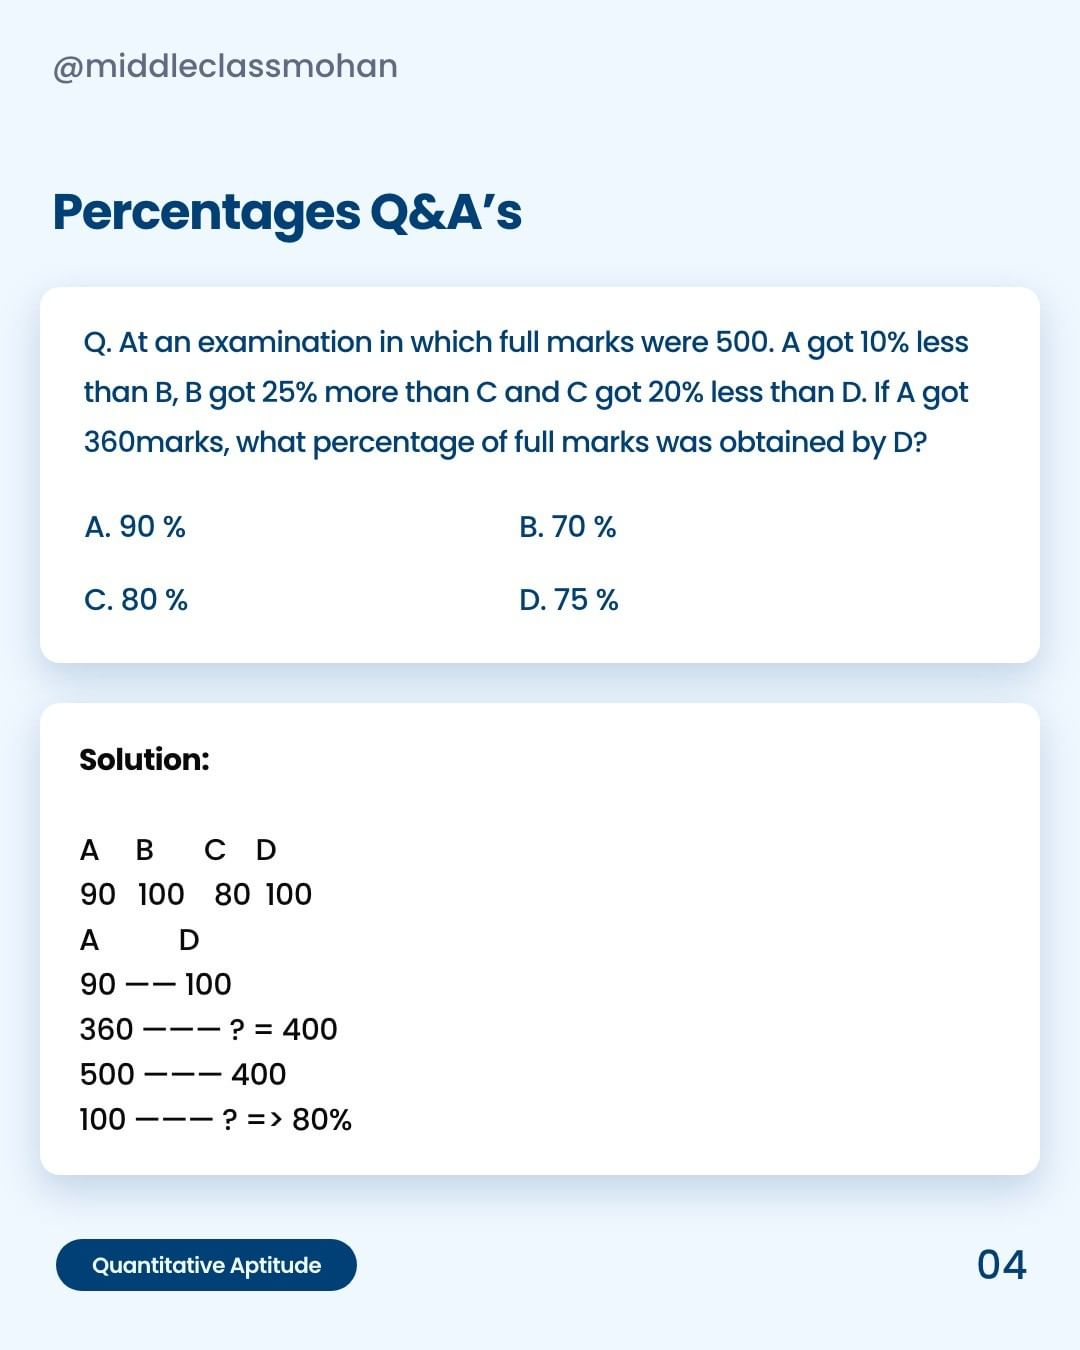 @middleclassmohan
Percentages Q&A’s
Q. At an examination in which full marks were 500. A got 10% less
than B, B got 25% more than C and C got 20% less than D. If A got
360marks, what percentage of full marks was obtained by D?
A. 90 % B. 70 %
C. 80 % D. 75 %
Solution:
A B C D
90 100 80 100
A D
90 —— 100
360 ——— ? = 400
500 ——— 400
100 ——— ? => 80%
Quantitative Aptitude 04